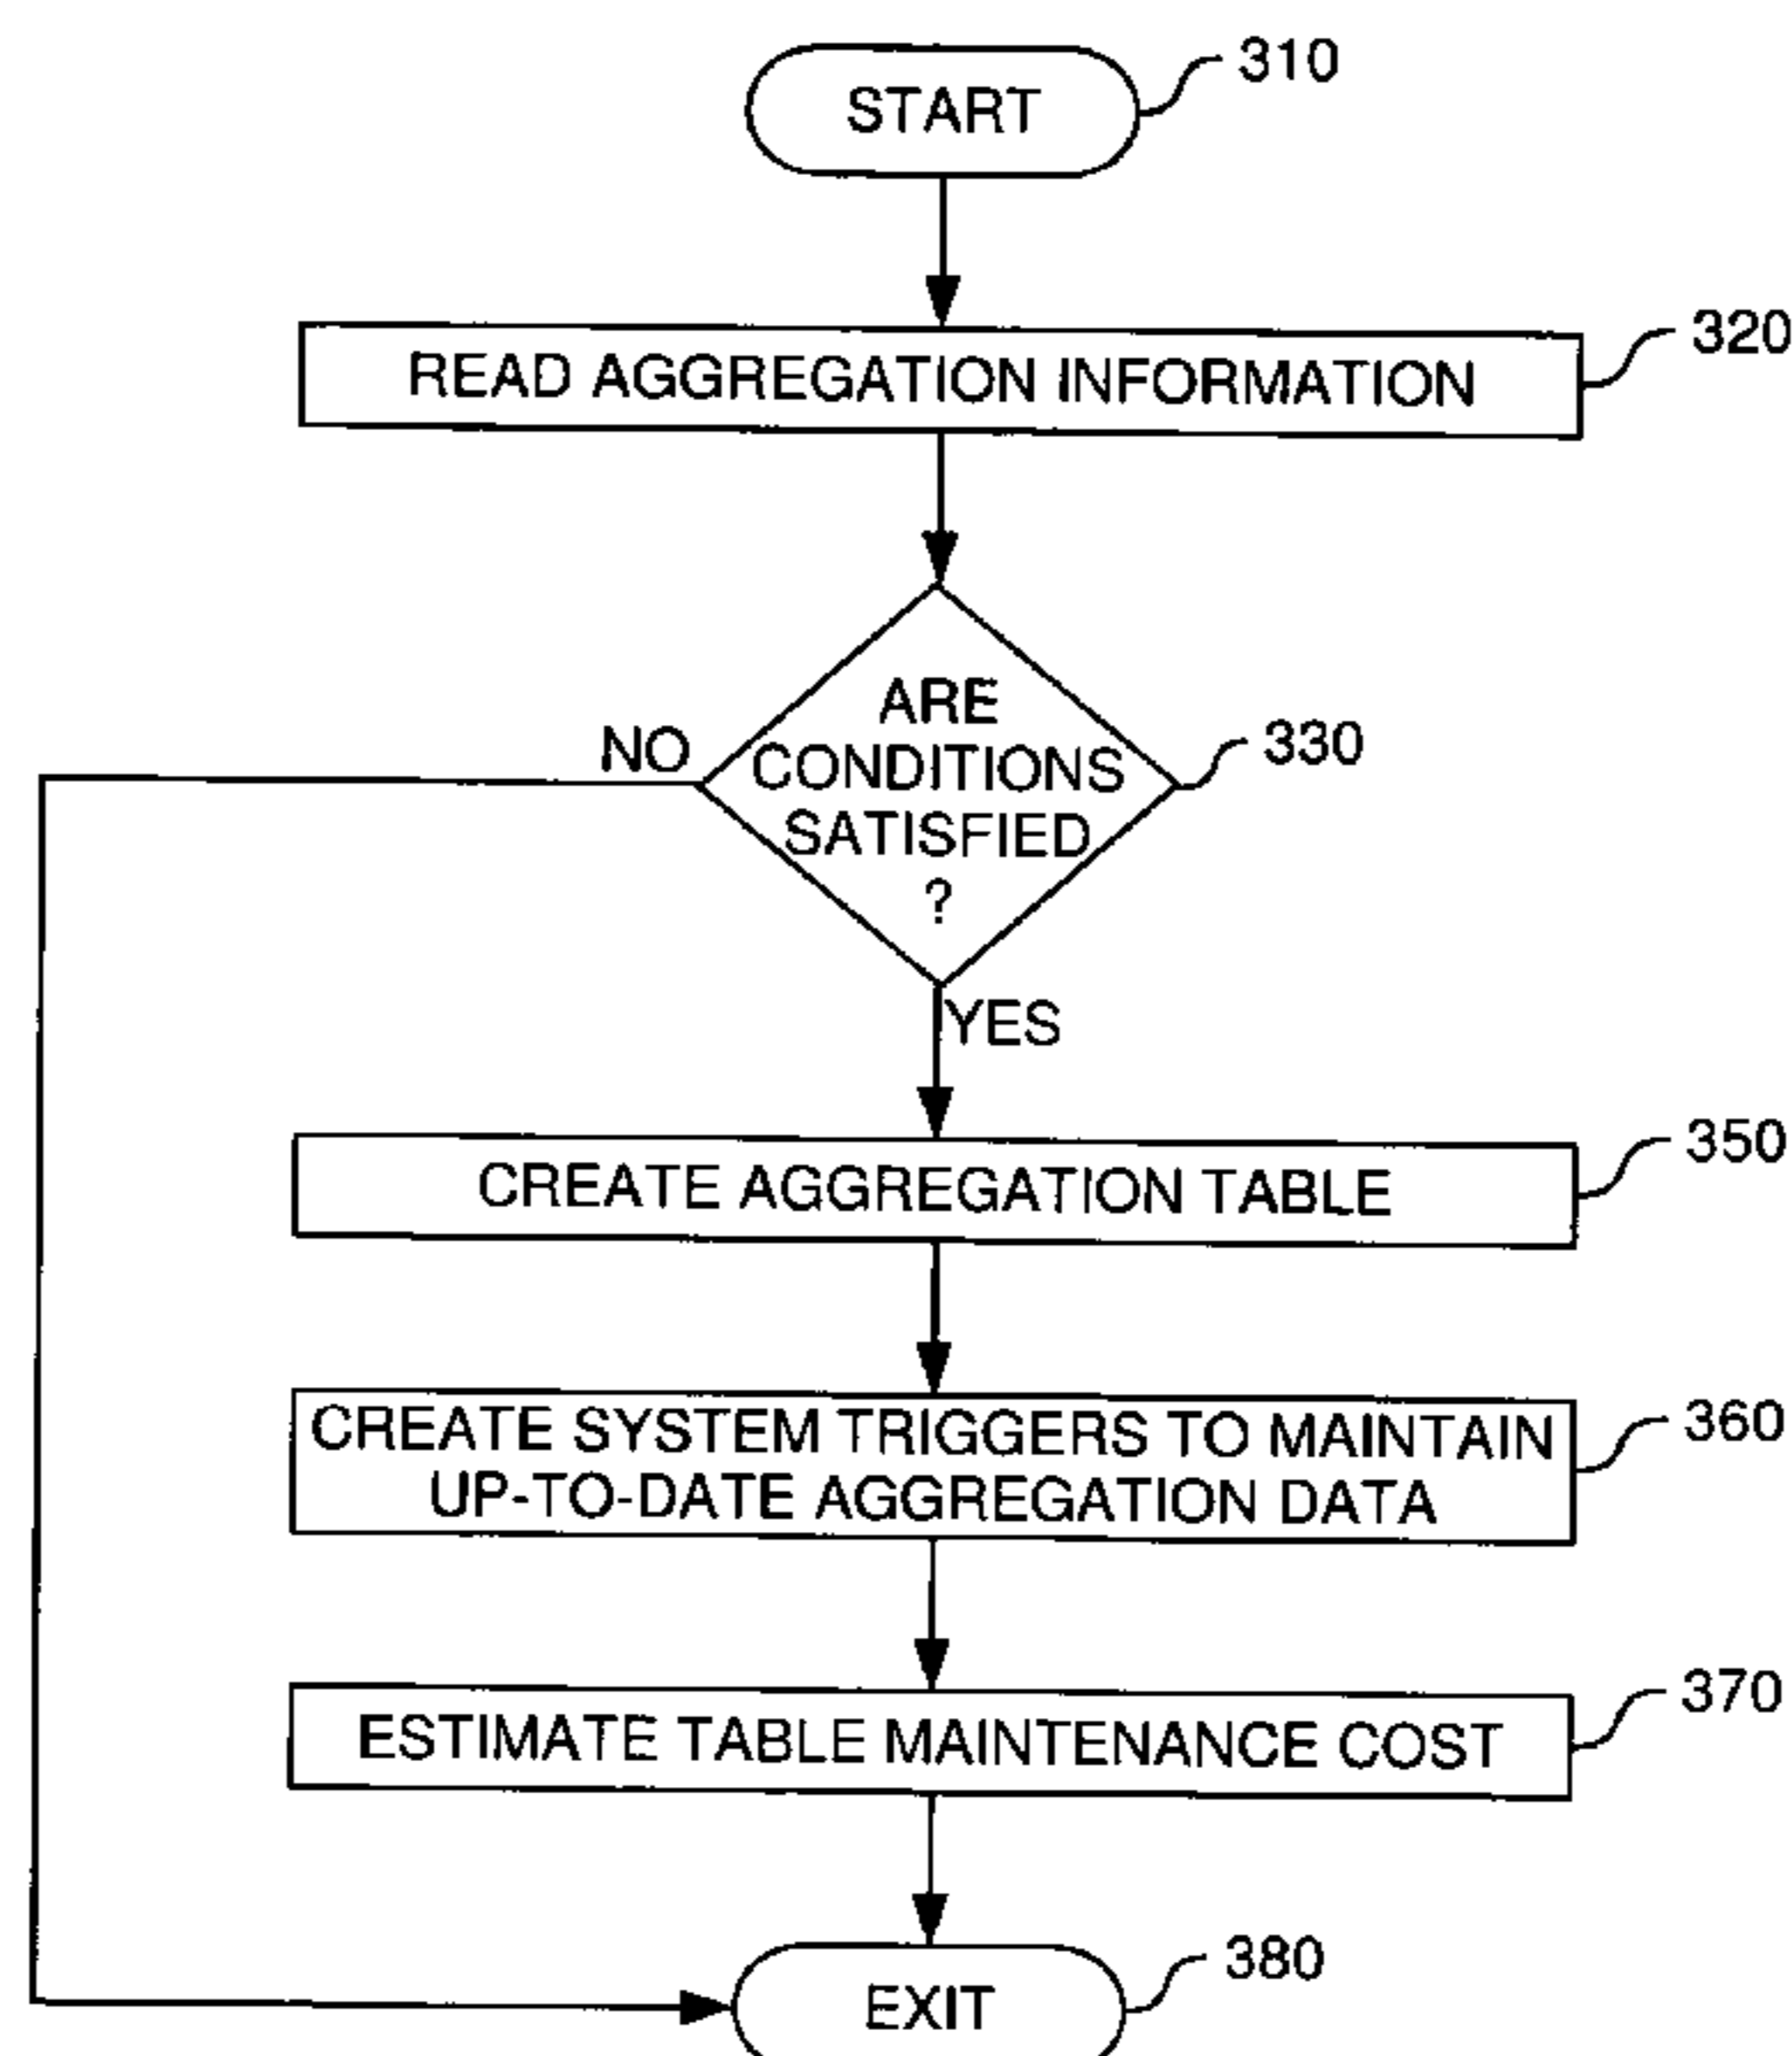 START
310
READ AGGREGATION INFORMATION
320
ARE
CONDITIONS
SATISFIED
?
330
NO
YES
CREATE AGGREGATION TABLE
350
CREATE SYSTEM TRIGGERS TO MAINTAIN
UP-TO-DATE AGGREGATION DATA
360
ESTIMATE TABLE MAINTENANCE COST
370
EXIT
380